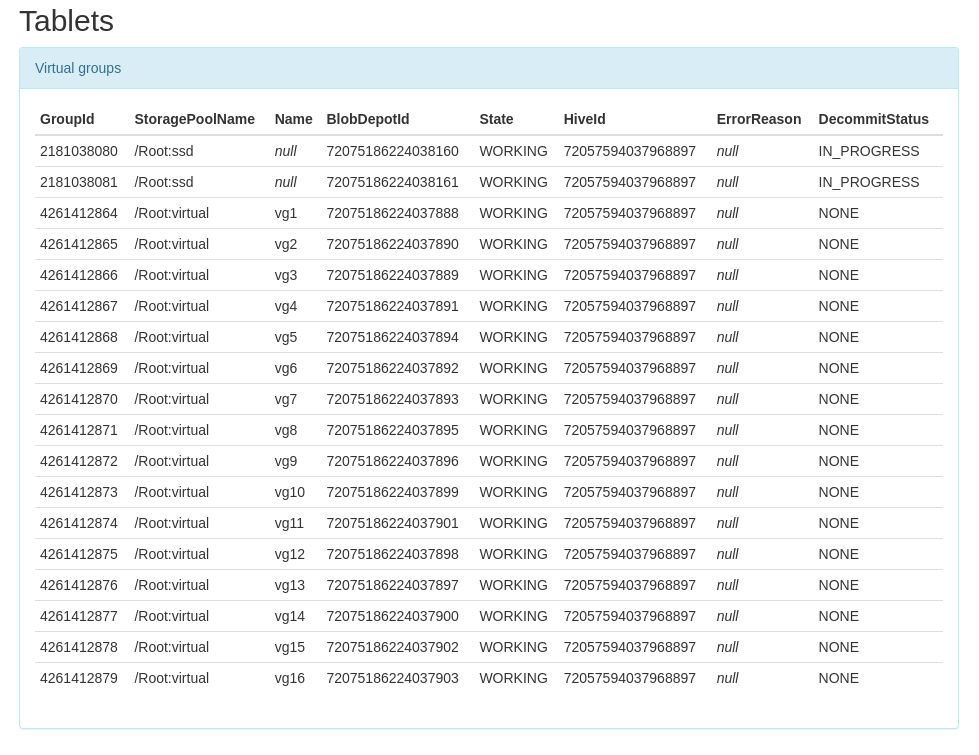 Tablets
Virtual groups
GroupId StoragePoolName Name BlobDepotId State HiveId ErrorReason DecommitStatus
2181038080 /Root:ssd null 72075186224038160 WORKING 72057594037968897 null IN_PROGRESS
2181038081 /Root:ssd null 72075186224038161 WORKING 72057594037968897 null IN_PROGRESS
4261412864 /Root:virtual vg1 72075186224037888 WORKING 72057594037968897 null NONE
4261412865 /Root:virtual vg2 72075186224037890 WORKING 72057594037968897 null NONE
4261412866 /Root:virtual vg3 72075186224037889 WORKING 72057594037968897 null NONE
4261412867 /Root:virtual vg4 72075186224037891 WORKING 72057594037968897 null NONE
4261412868 /Root:virtual vg5 72075186224037894 WORKING 72057594037968897 null NONE
4261412869 /Root:virtual vg6 72075186224037892 WORKING 72057594037968897 null NONE
4261412870 /Root:virtual vg7 72075186224037893 WORKING 72057594037968897 null NONE
4261412871 /Root:virtual vg8 72075186224037895 WORKING 72057594037968897 null NONE
4261412872 /Root:virtual vg9 72075186224037896 WORKING 72057594037968897 null NONE
4261412873 /Root:virtual vg10 72075186224037899 WORKING 72057594037968897 null NONE
4261412874 /Root:virtual vg11 72075186224037901 WORKING 72057594037968897 null NONE
4261412875 /Root:virtual vg12 72075186224037898 WORKING 72057594037968897 null NONE
4261412876 /Root:virtual vg13 72075186224037897 WORKING 72057594037968897 null NONE
4261412877 /Root:virtual vg14 72075186224037900 WORKING 72057594037968897 null NONE
4261412878 /Root:virtual vg15 72075186224037902 WORKING 72057594037968897 null NONE
4261412879 /Root:virtual vg16 72075186224037903 WORKING 72057594037968897 null NONE